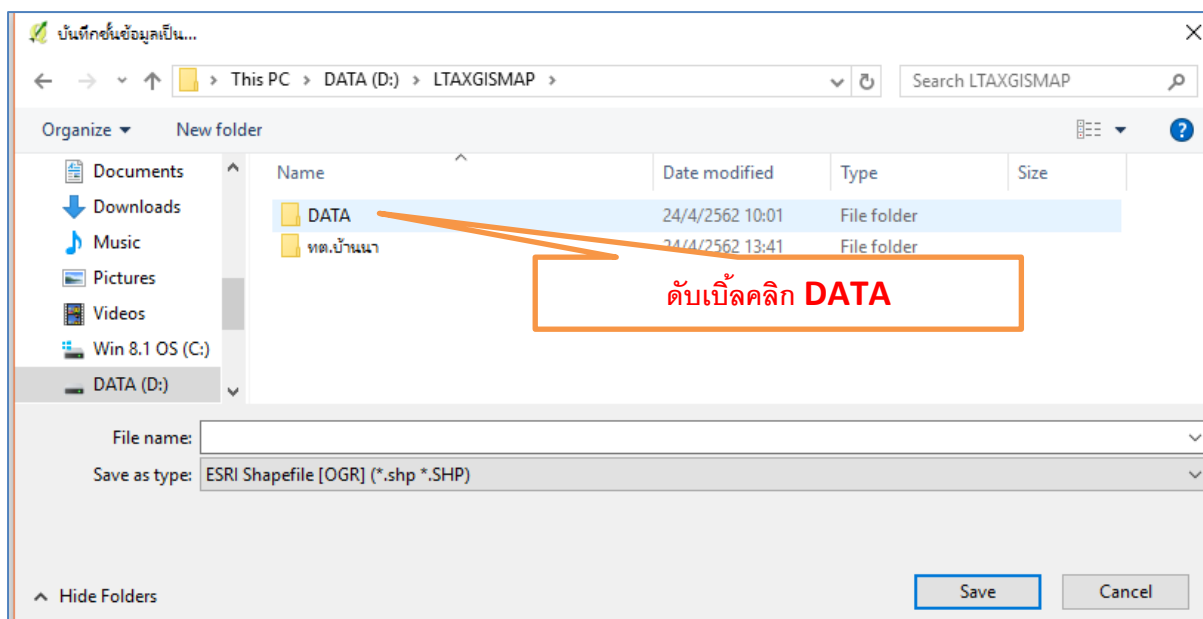 บันทึกชั้นข้อมูลเป็น...
This PC > DATA (D:) > LTAXGISMAP >
Search LTAXGISMAP
Organize
New folder
Documents
Downloads
Music
Pictures
Videos
Win 8.1 OS (C:)
DATA (D:)
Name Date modified Type Size
DATA 24/4/2562 10:01 File folder
ทต.บ้านนา 24/4/2562 13:41 File folder
ดับเบิ้ลคลิก DATA
File name:
Save as type: ESRI Shapefile [OGR] (*.shp *.SHP)
Hide Folders
Save
Cancel